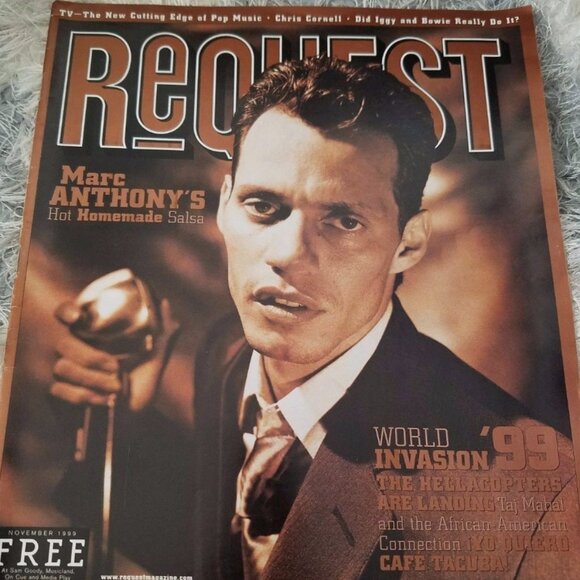 TV—The New Cutting Edge of Pop Music · Chris Cornell · Did Iggy and Bowie Really Do It?
ReQUEST
Marc
ANTHONY'S
Hot Homemade Salsa
WORLD
INVASION '99
THE HELLACOPTERS
ARE LANDING Taj Mahal
and the African-American
Connection ¡YO QUIERO
CAFE TACUBA!
NOVEMBER 1999
FREE
At Sam Goody, Musicland,
On Cue and Media Play
www.requestmagazine.com